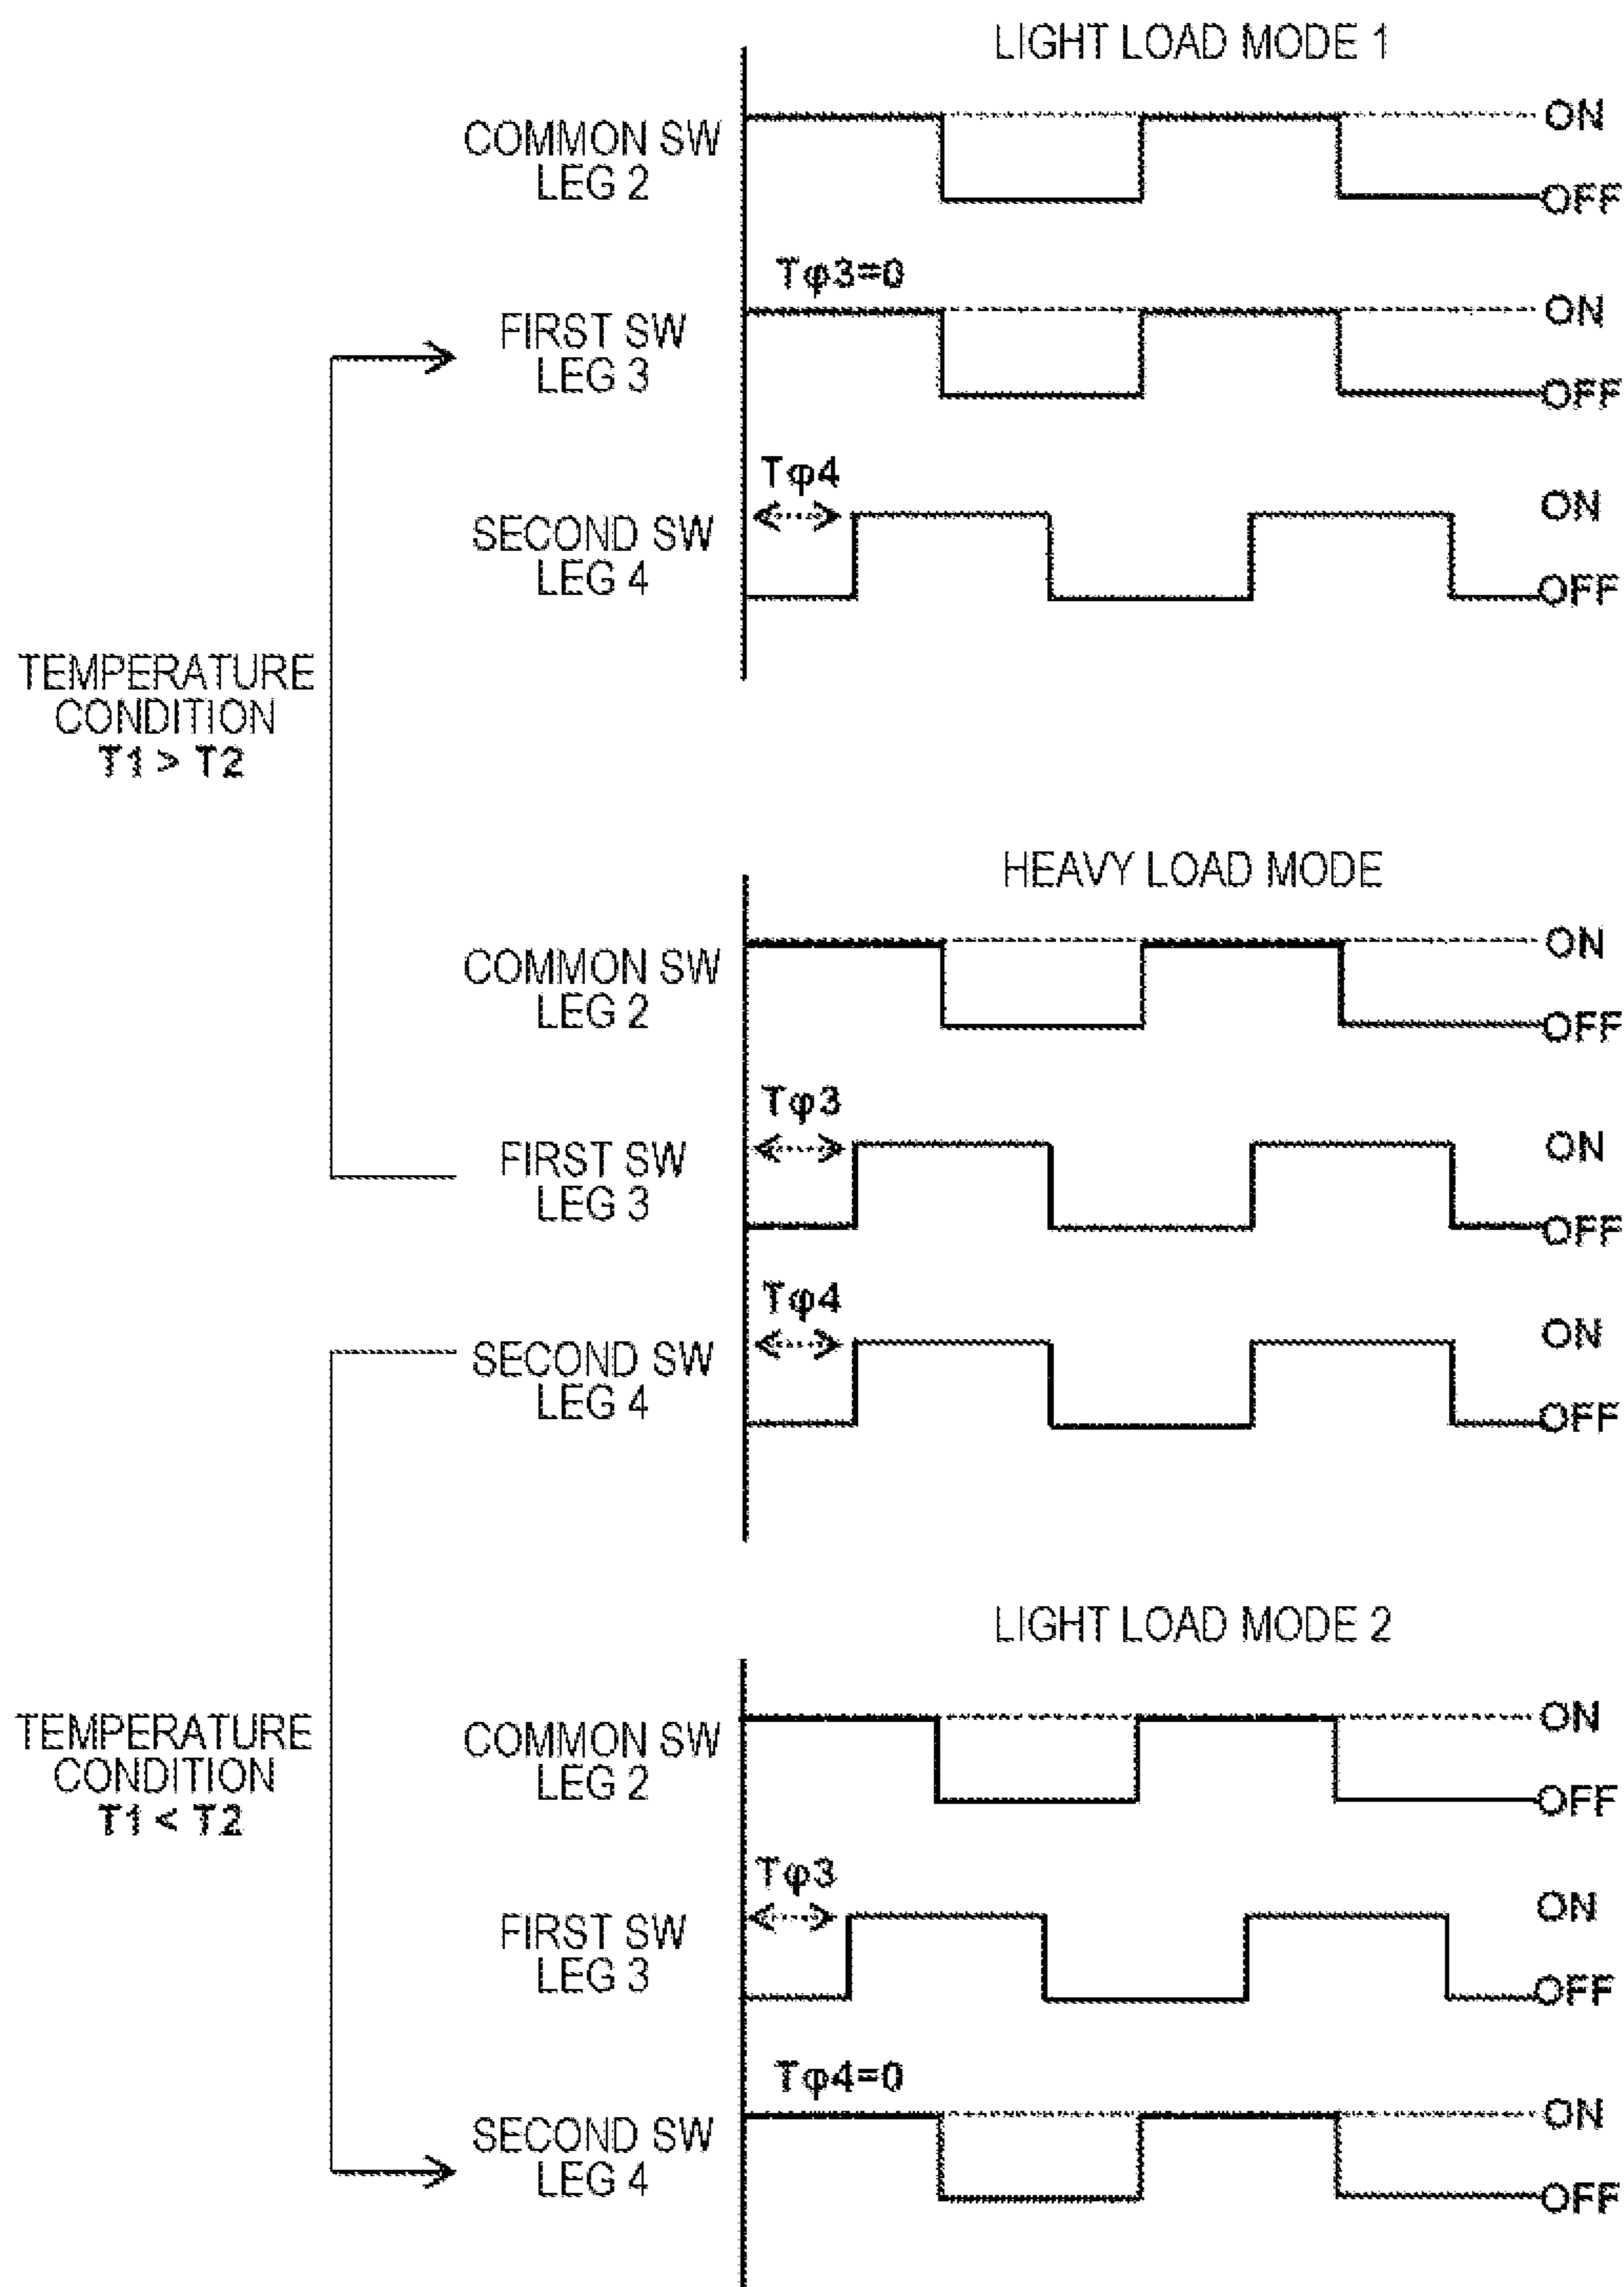 LIGHT LOAD MODE 1
COMMON SW
LEG 2
ON
OFF
Tφ3=0
FIRST SW
LEG 3
ON
OFF
Tφ4
SECOND SW
LEG 4
ON
OFF
TEMPERATURE
CONDITION
T1 > T2
HEAVY LOAD MODE
COMMON SW
LEG 2
ON
OFF
Tφ3
FIRST SW
LEG 3
ON
OFF
Tφ4
SECOND SW
LEG 4
ON
OFF
LIGHT LOAD MODE 2
TEMPERATURE
CONDITION
T1 < T2
COMMON SW
LEG 2
ON
OFF
Tφ3
FIRST SW
LEG 3
ON
OFF
Tφ4=0
SECOND SW
LEG 4
ON
OFF